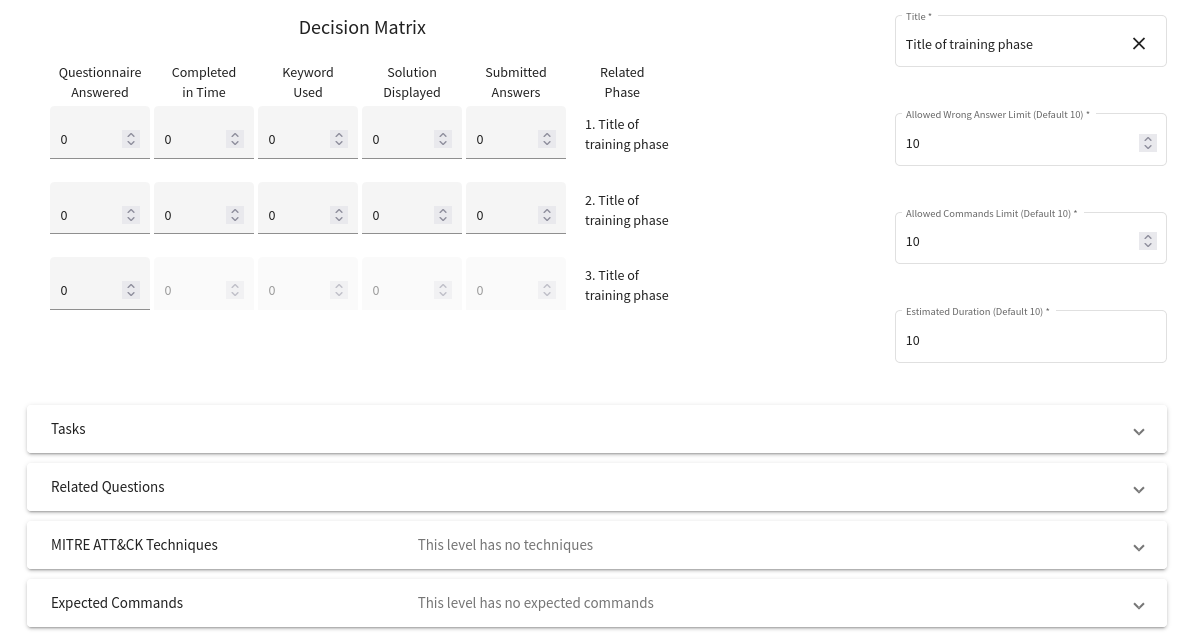 Decision Matrix
Questionnaire Answered
Completed in Time
Keyword Used
Solution Displayed
Submitted Answers
Related Phase
0 0 0 0 0 1. Title of training phase
0 0 0 0 0 2. Title of training phase
0 0 0 0 0 3. Title of training phase
Title *
Title of training phase
Allowed Wrong Answer Limit (Default 10) *
10
Allowed Commands Limit (Default 10) *
10
Estimated Duration (Default 10) *
10
Tasks
Related Questions
MITRE ATT&CK Techniques This level has no techniques
Expected Commands This level has no expected commands